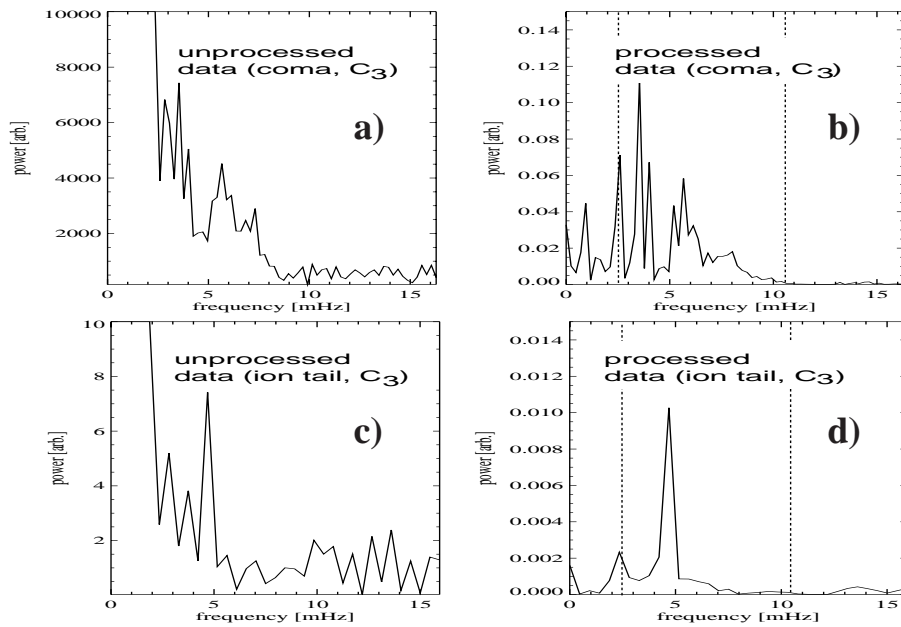 10000
8000
6000
4000
2000
power [arb.]
unprocessed
data (coma, C3)
a)
0 5 10 15
frequency [mHz]
0.14
0.12
0.10
0.08
0.06
0.04
0.02
0.00
power [arb.]
processed
data (coma, C3)
b)
0 5 10 15
frequency [mHz]
10
8
6
4
2
power [arb.]
unprocessed
data (ion tail, C3)
c)
0 5 10 15
frequency [mHz]
0.014
0.012
0.010
0.008
0.006
0.004
0.002
0.000
power [arb.]
processed
data (ion tail, C3)
d)
0 5 10 15
frequency [mHz]